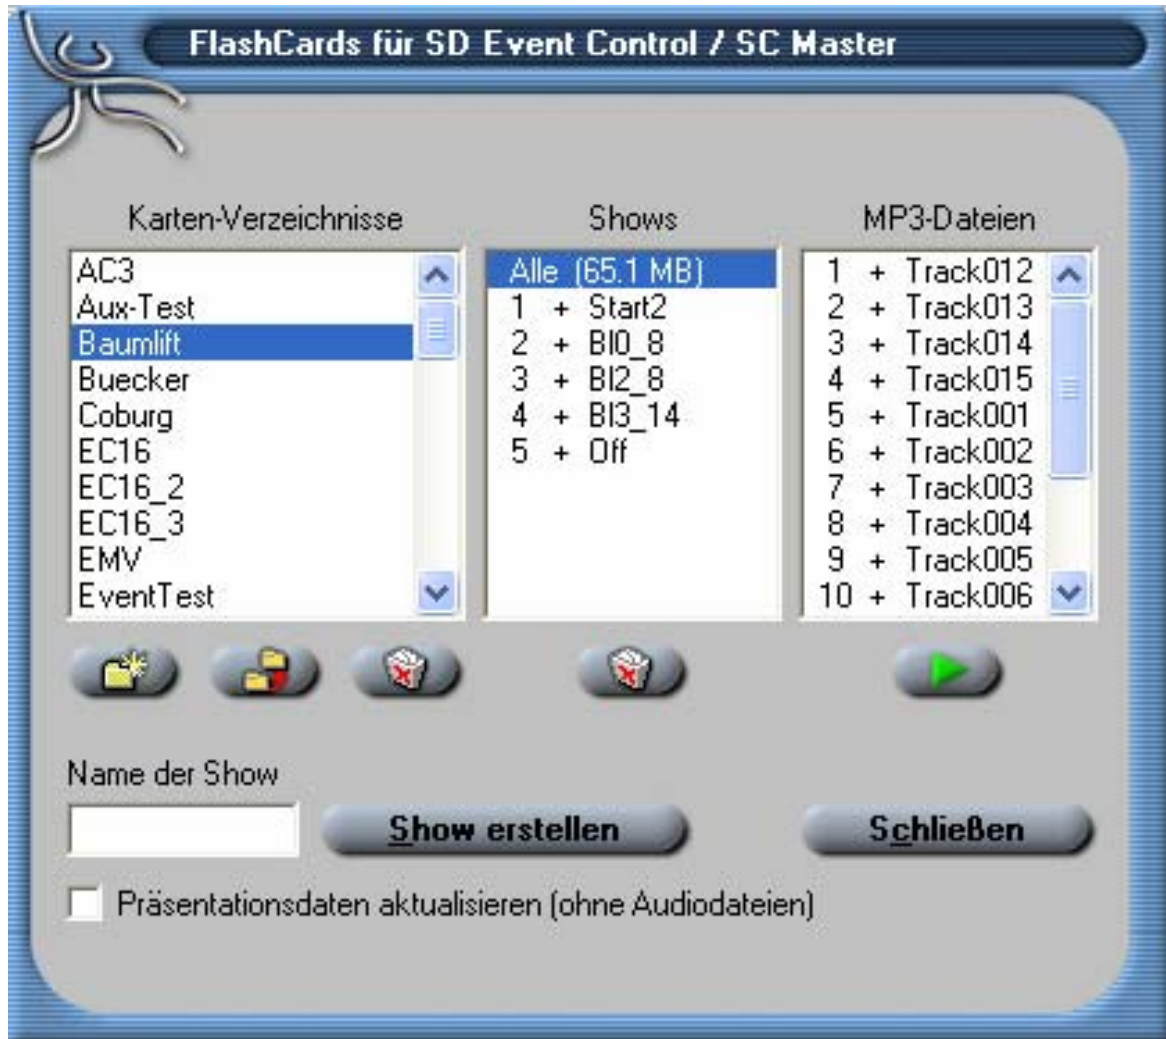 FlashCards für SD Event Control / SC Master
Karten-Verzeichnisse
AC3
Aux-Test
Baumlift
Buecker
Coburg
EC16
EC16_2
EC16_3
EMV
EventTest
Shows
Alle (65.1 MB)
1 + Start2
2 + BI0_8
3 + BI2_8
4 + BI3_14
5 + Off
MP3-Dateien
1 + Track012
2 + Track013
3 + Track014
4 + Track015
5 + Track001
6 + Track002
7 + Track003
8 + Track004
9 + Track005
10 + Track006
Name der Show
Show erstellen
Schließen
Präsentationsdaten aktualisieren (ohne Audiodateien)